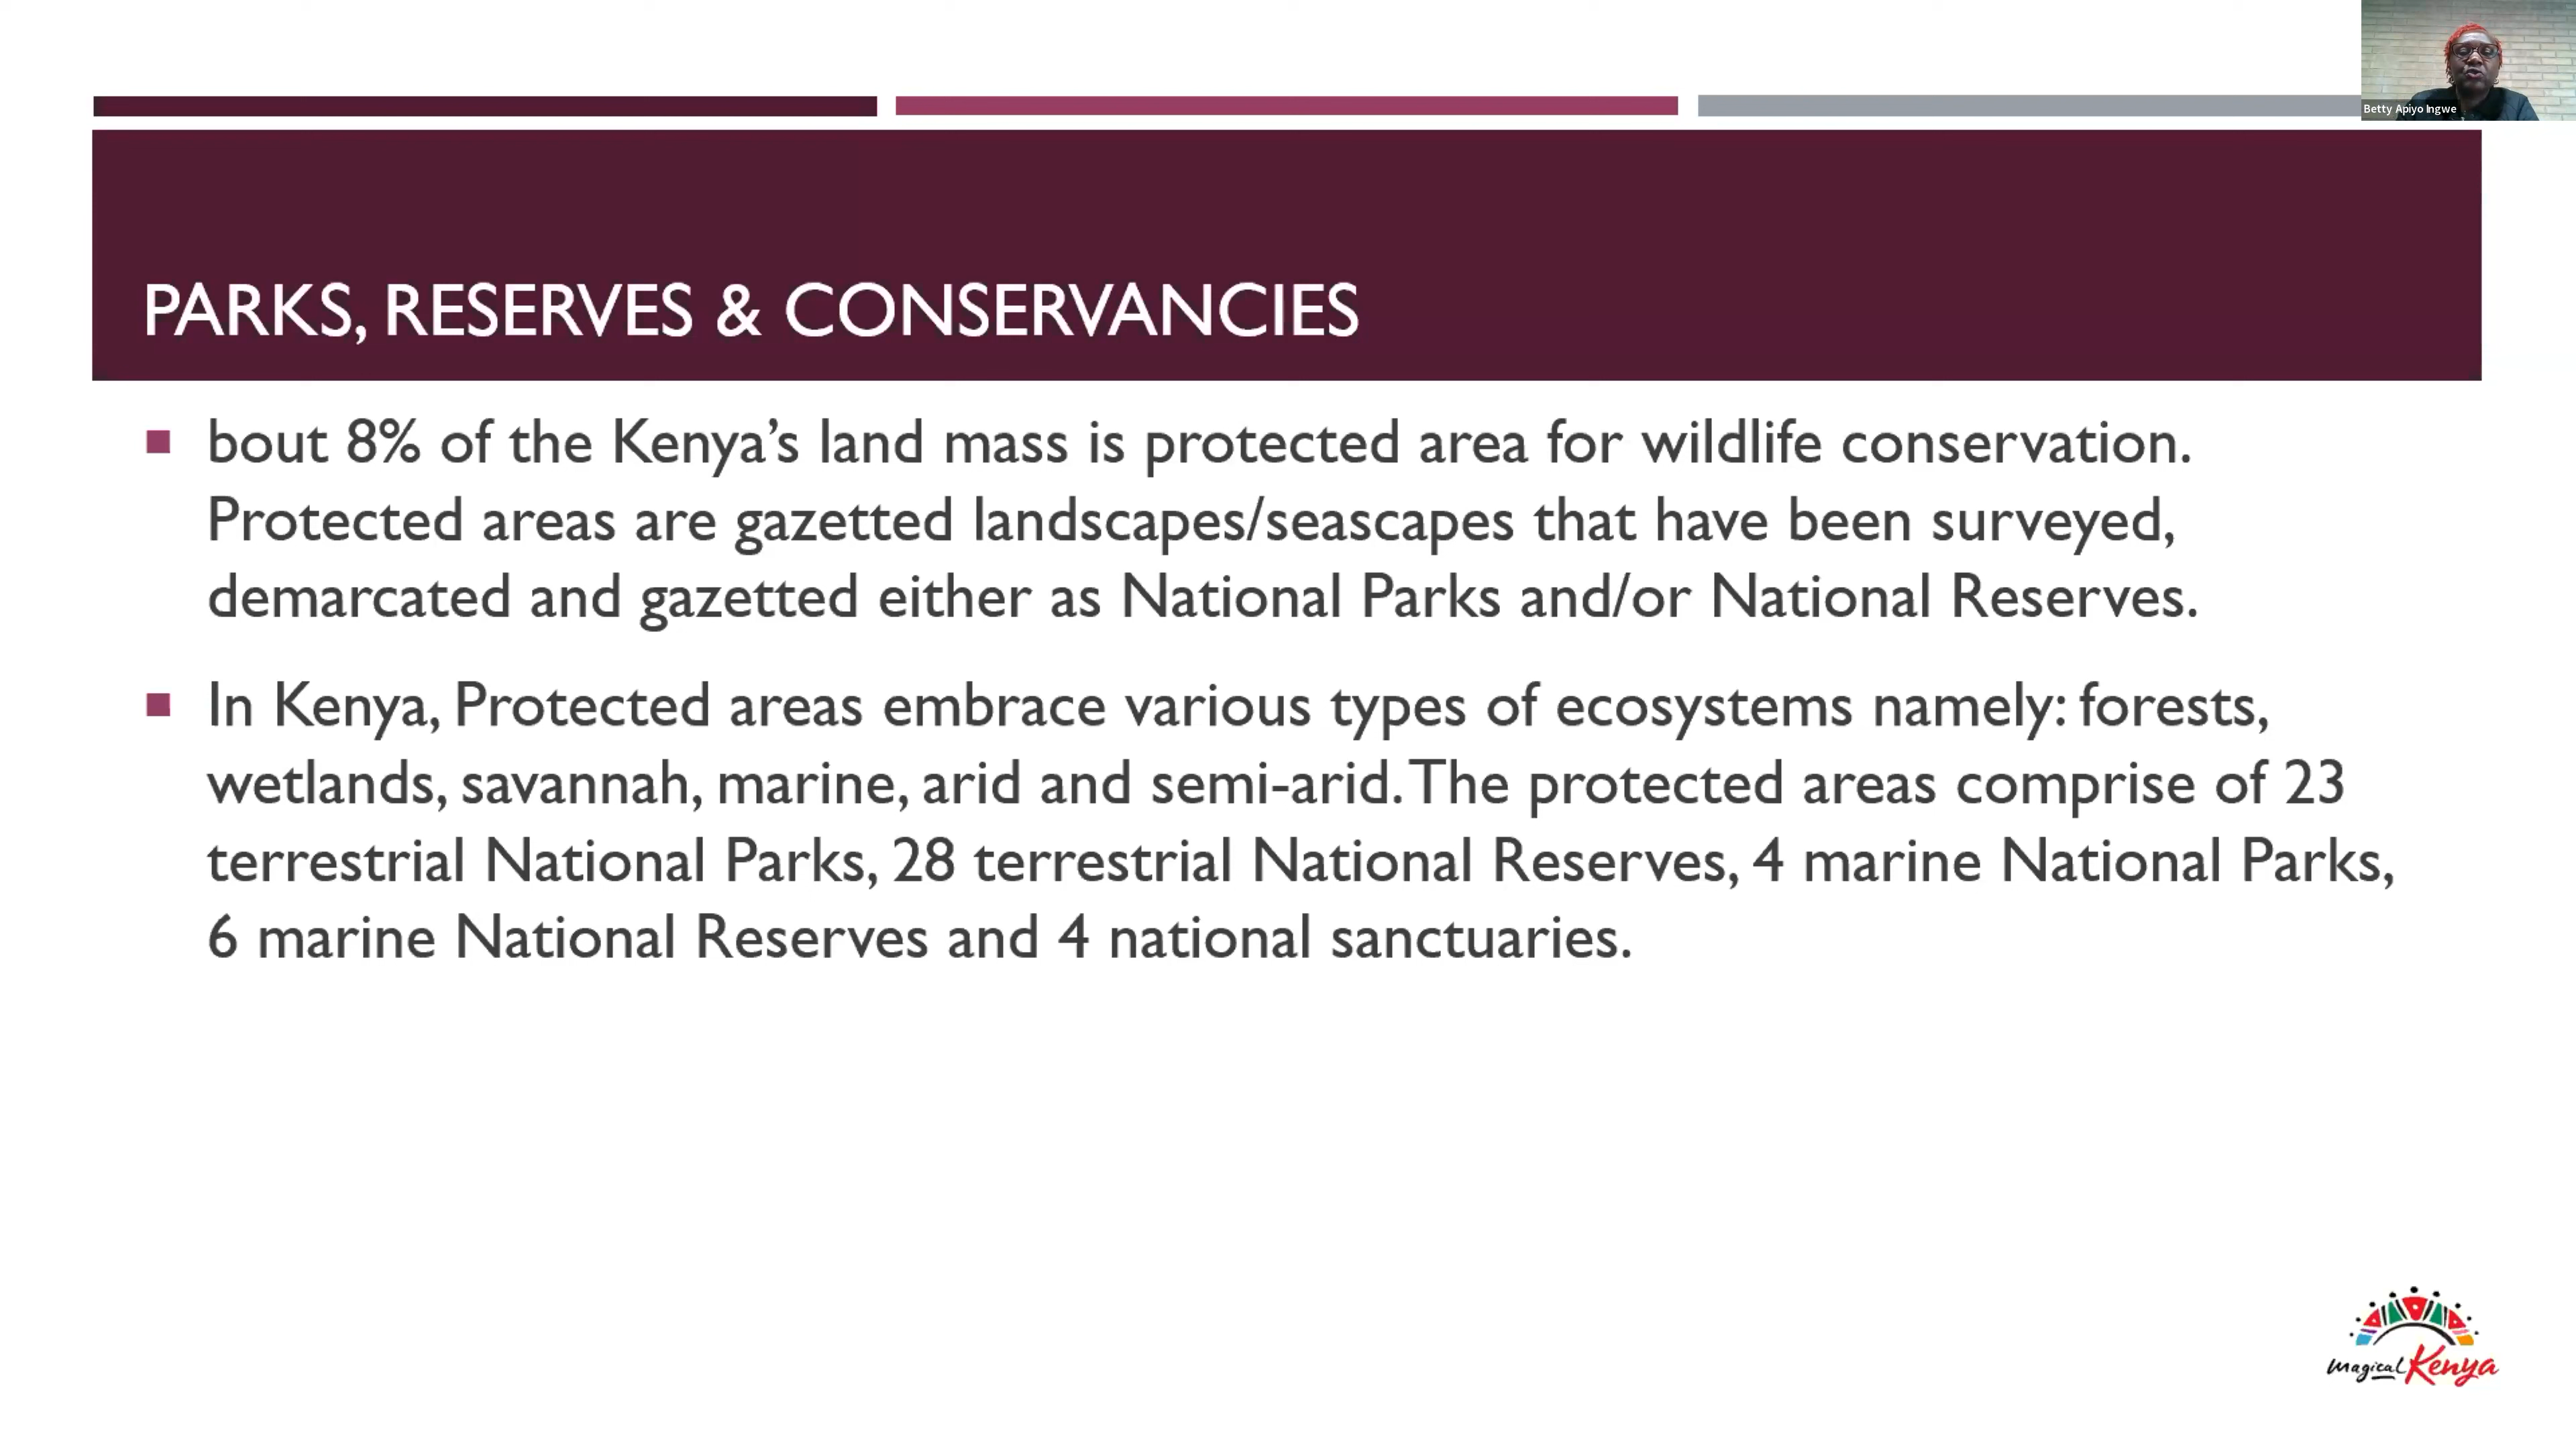 Betty Apiyo Ingwe
PARKS, RESERVES & CONSERVANCIES
bout 8% of the Kenya's land mass is protected area for wildlife conservation.
Protected areas are gazetted landscapes/seascapes that have been surveyed,
demarcated and gazetted either as National Parks and/or National Reserves.
In Kenya, Protected areas embrace various types of ecosystems namely: forests,
wetlands, savannah, marine, arid and semi-arid. The protected areas comprise of 23
terrestrial National Parks, 28 terrestrial National Reserves, 4 marine National Parks,
6 marine National Reserves and 4 national sanctuaries.
magical Kenya